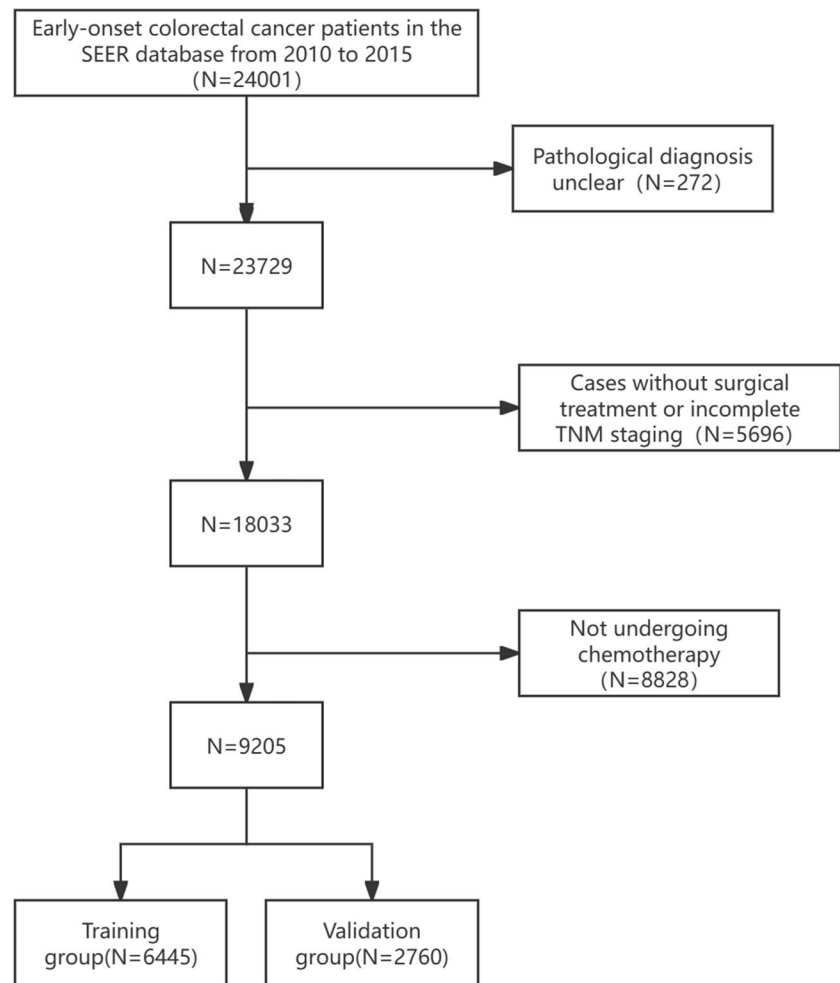 Early-onset colorectal cancer patients in the
SEER database from 2010 to 2015
（N=24001）
Pathological diagnosis
unclear（N=272）
N=23729
Cases without surgical
treatment or incomplete
TNM staging（N=5696）
N=18033
Not undergoing
chemotherapy
（N=8828）
N=9205
Training
group(N=6445)
Validation
group(N=2760)